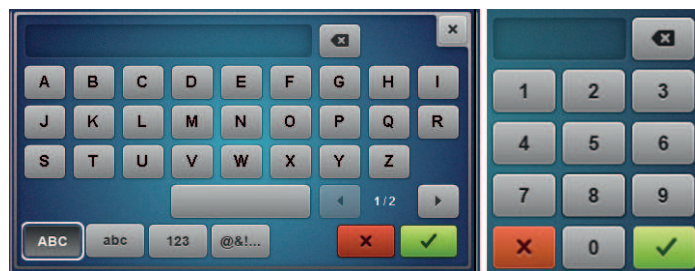 A B C D E F G H I
J K L M N O P Q R
S T U V W X Y Z
1/2
ABC abc 123 @&!...
1 2 3
4 5 6
7 8 9
0